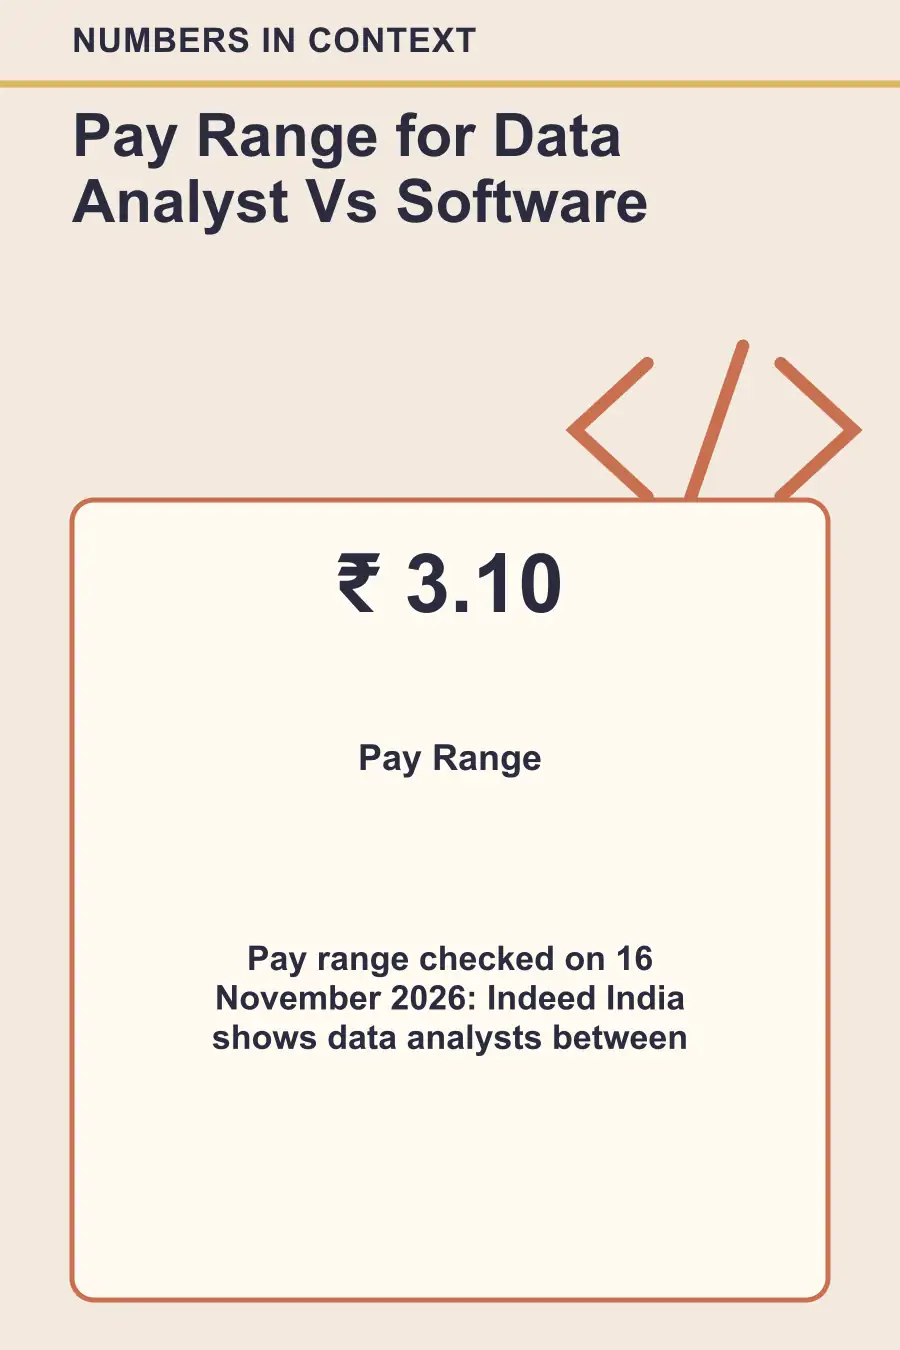 NUMBERS IN CONTEXT
Pay Range for Data
Analyst Vs Software
₹ 3.10
Pay Range
Pay range checked on 16
November 2026: Indeed India
shows data analysts between